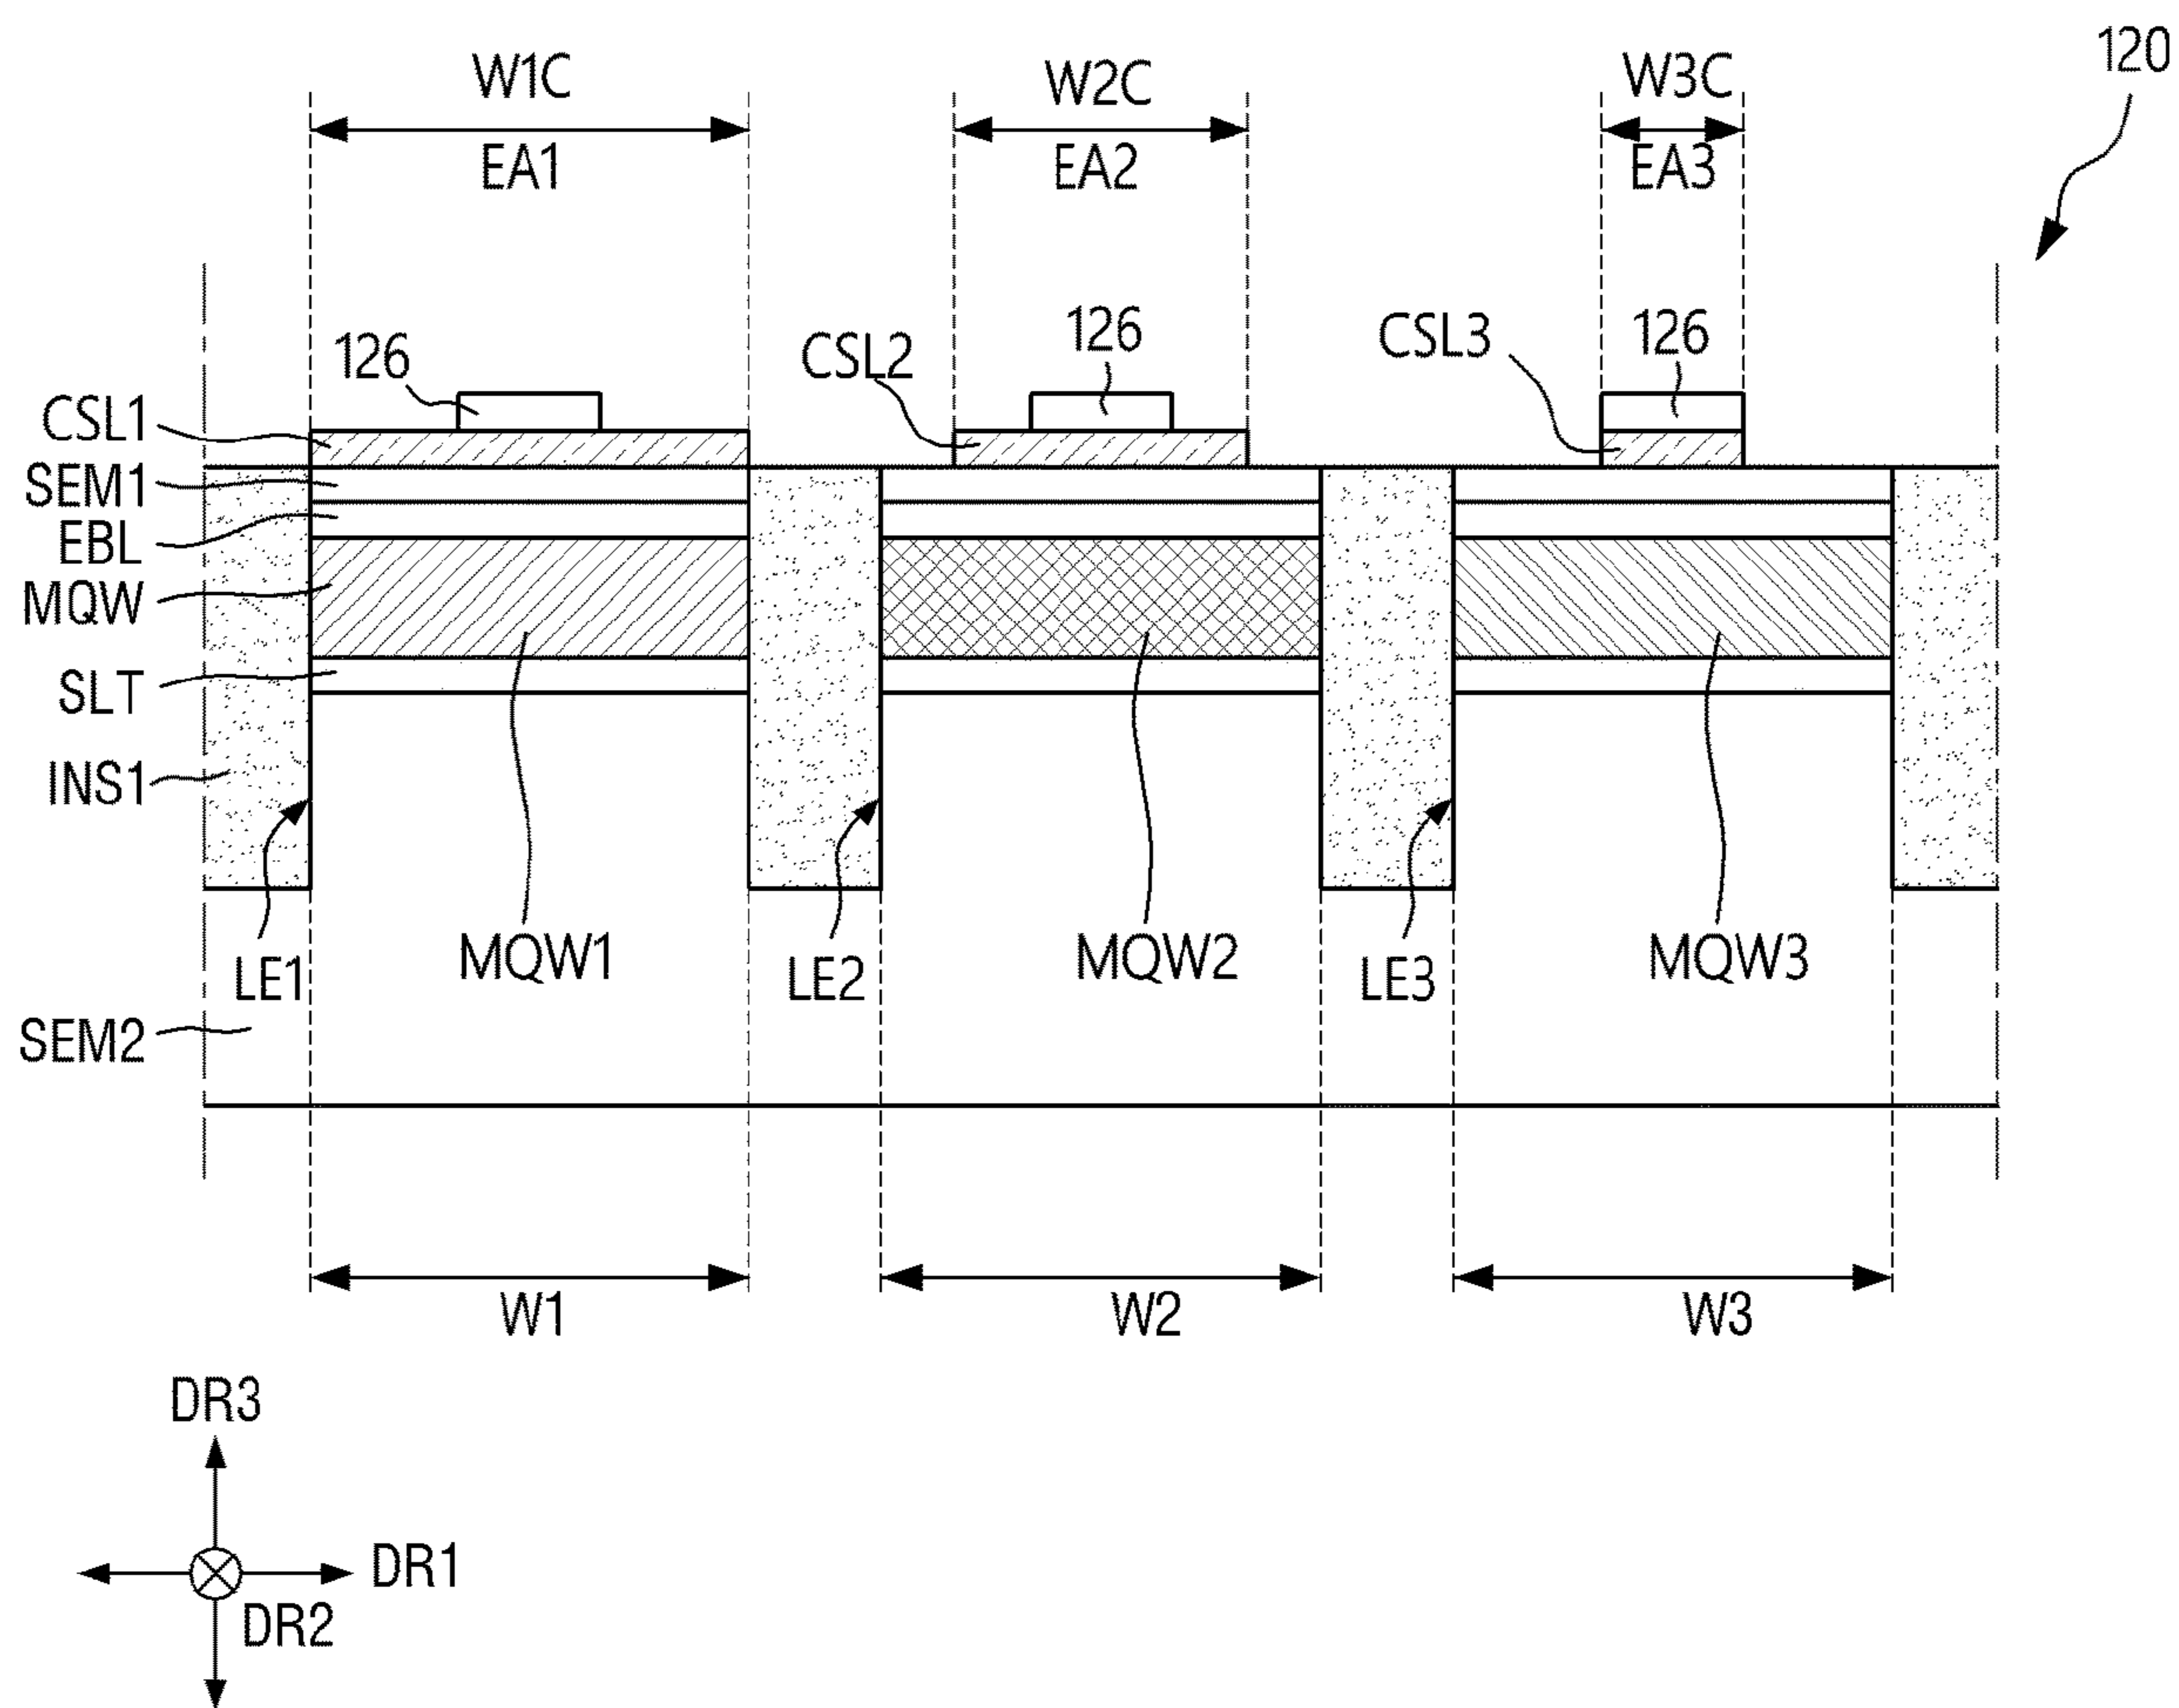 120
W1C
W2C
W3C
EA1
EA2
EA3
126
CSL2
126
CSL3
126
CSL1
SEM1
EBL
MQW
SLT
INS1
LE1
MQW1
LE2
MQW2
LE3
MQW3
SEM2
W1
W2
W3
DR3
DR1
DR2